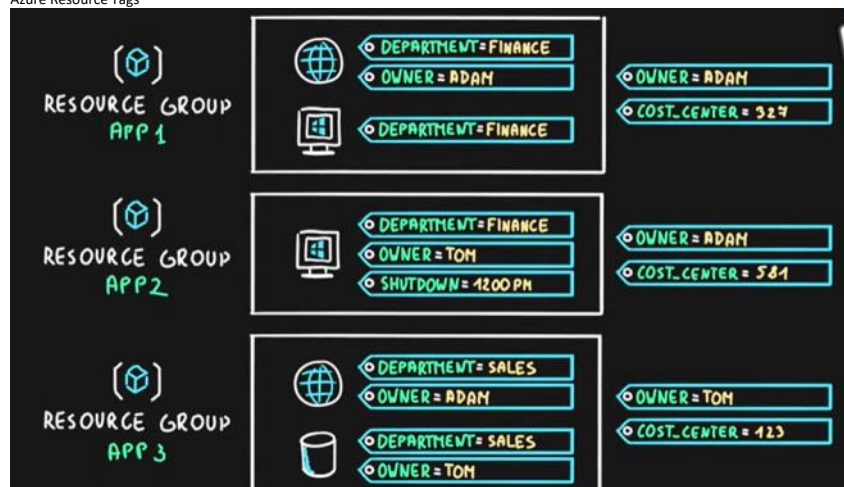 Azure Resource Tags
RESOURCE GROUP
APP 1
DEPARTMENT=FINANCE
OWNER = ADAM
DEPARTMENT=FINANCE
OWNER = ADAM
COST_CENTER = 327
RESOURCE GROUP
APP2
DEPARTMENT=FINANCE
OWNER = TOM
SHUTDOWN = 1200 PM
OWNER = ADAM
COST_CENTER = 581
RESOURCE GROUP
APP 3
DEPARTMENT = SALES
OWNER = ADAM
DEPARTMENT = SALES
OWNER = TOM
OWNER = TOM
COST_CENTER = 123